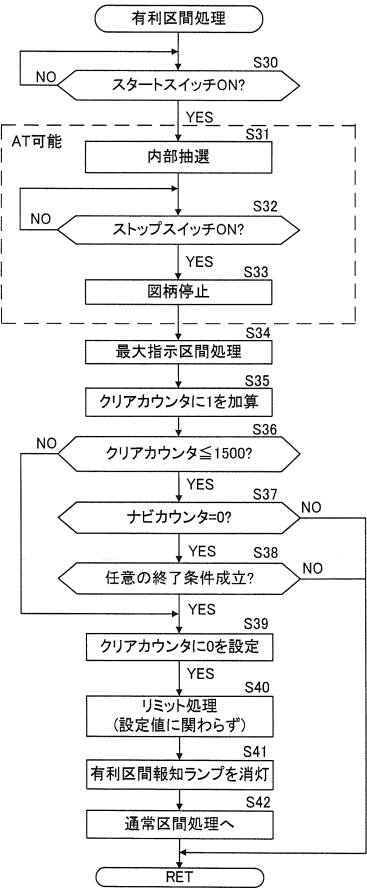 有利区間処理
S30
NO
スタートスイッチON?
YES
S31
AT可能
内部抽選
S32
NO
ストップスイッチON?
YES
S33
図柄停止
S34
最大指示区間処理
S35
クリアカウンタに1を加算
S36
NO
クリアカウンタ≦1500?
YES
S37
NO
ナビカウンタ=0?
YES
S38
NO
任意の終了条件成立?
YES
S39
クリアカウンタに0を設定
YES
S40
リミット処理
(設定値に関わらず)
S41
有利区間報知ランプを消灯
S42
通常区間処理へ
RET